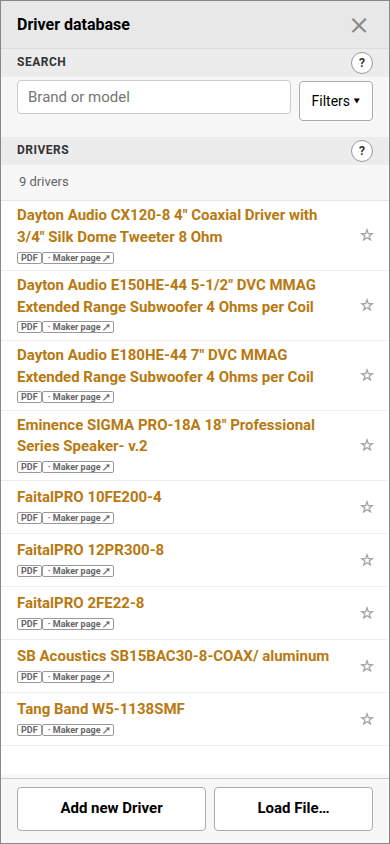 Driver database
SEARCH ?
Brand or model
Filters ▾
DRIVERS ?
9 drivers
Dayton Audio CX120-8 4" Coaxial Driver with
3/4" Silk Dome Tweeter 8 Ohm
PDF · Maker page ↗
Dayton Audio E150HE-44 5-1/2" DVC MMAG
Extended Range Subwoofer 4 Ohms per Coil
PDF · Maker page ↗
Dayton Audio E180HE-44 7" DVC MMAG
Extended Range Subwoofer 4 Ohms per Coil
PDF · Maker page ↗
Eminence SIGMA PRO-18A 18" Professional
Series Speaker- v.2
PDF · Maker page ↗
FaitalPRO 10FE200-4
PDF · Maker page ↗
FaitalPRO 12PR300-8
PDF · Maker page ↗
FaitalPRO 2FE22-8
PDF · Maker page ↗
SB Acoustics SB15BAC30-8-COAX/ aluminum
PDF · Maker page ↗
Tang Band W5-1138SMF
PDF · Maker page ↗
Add new Driver
Load File...